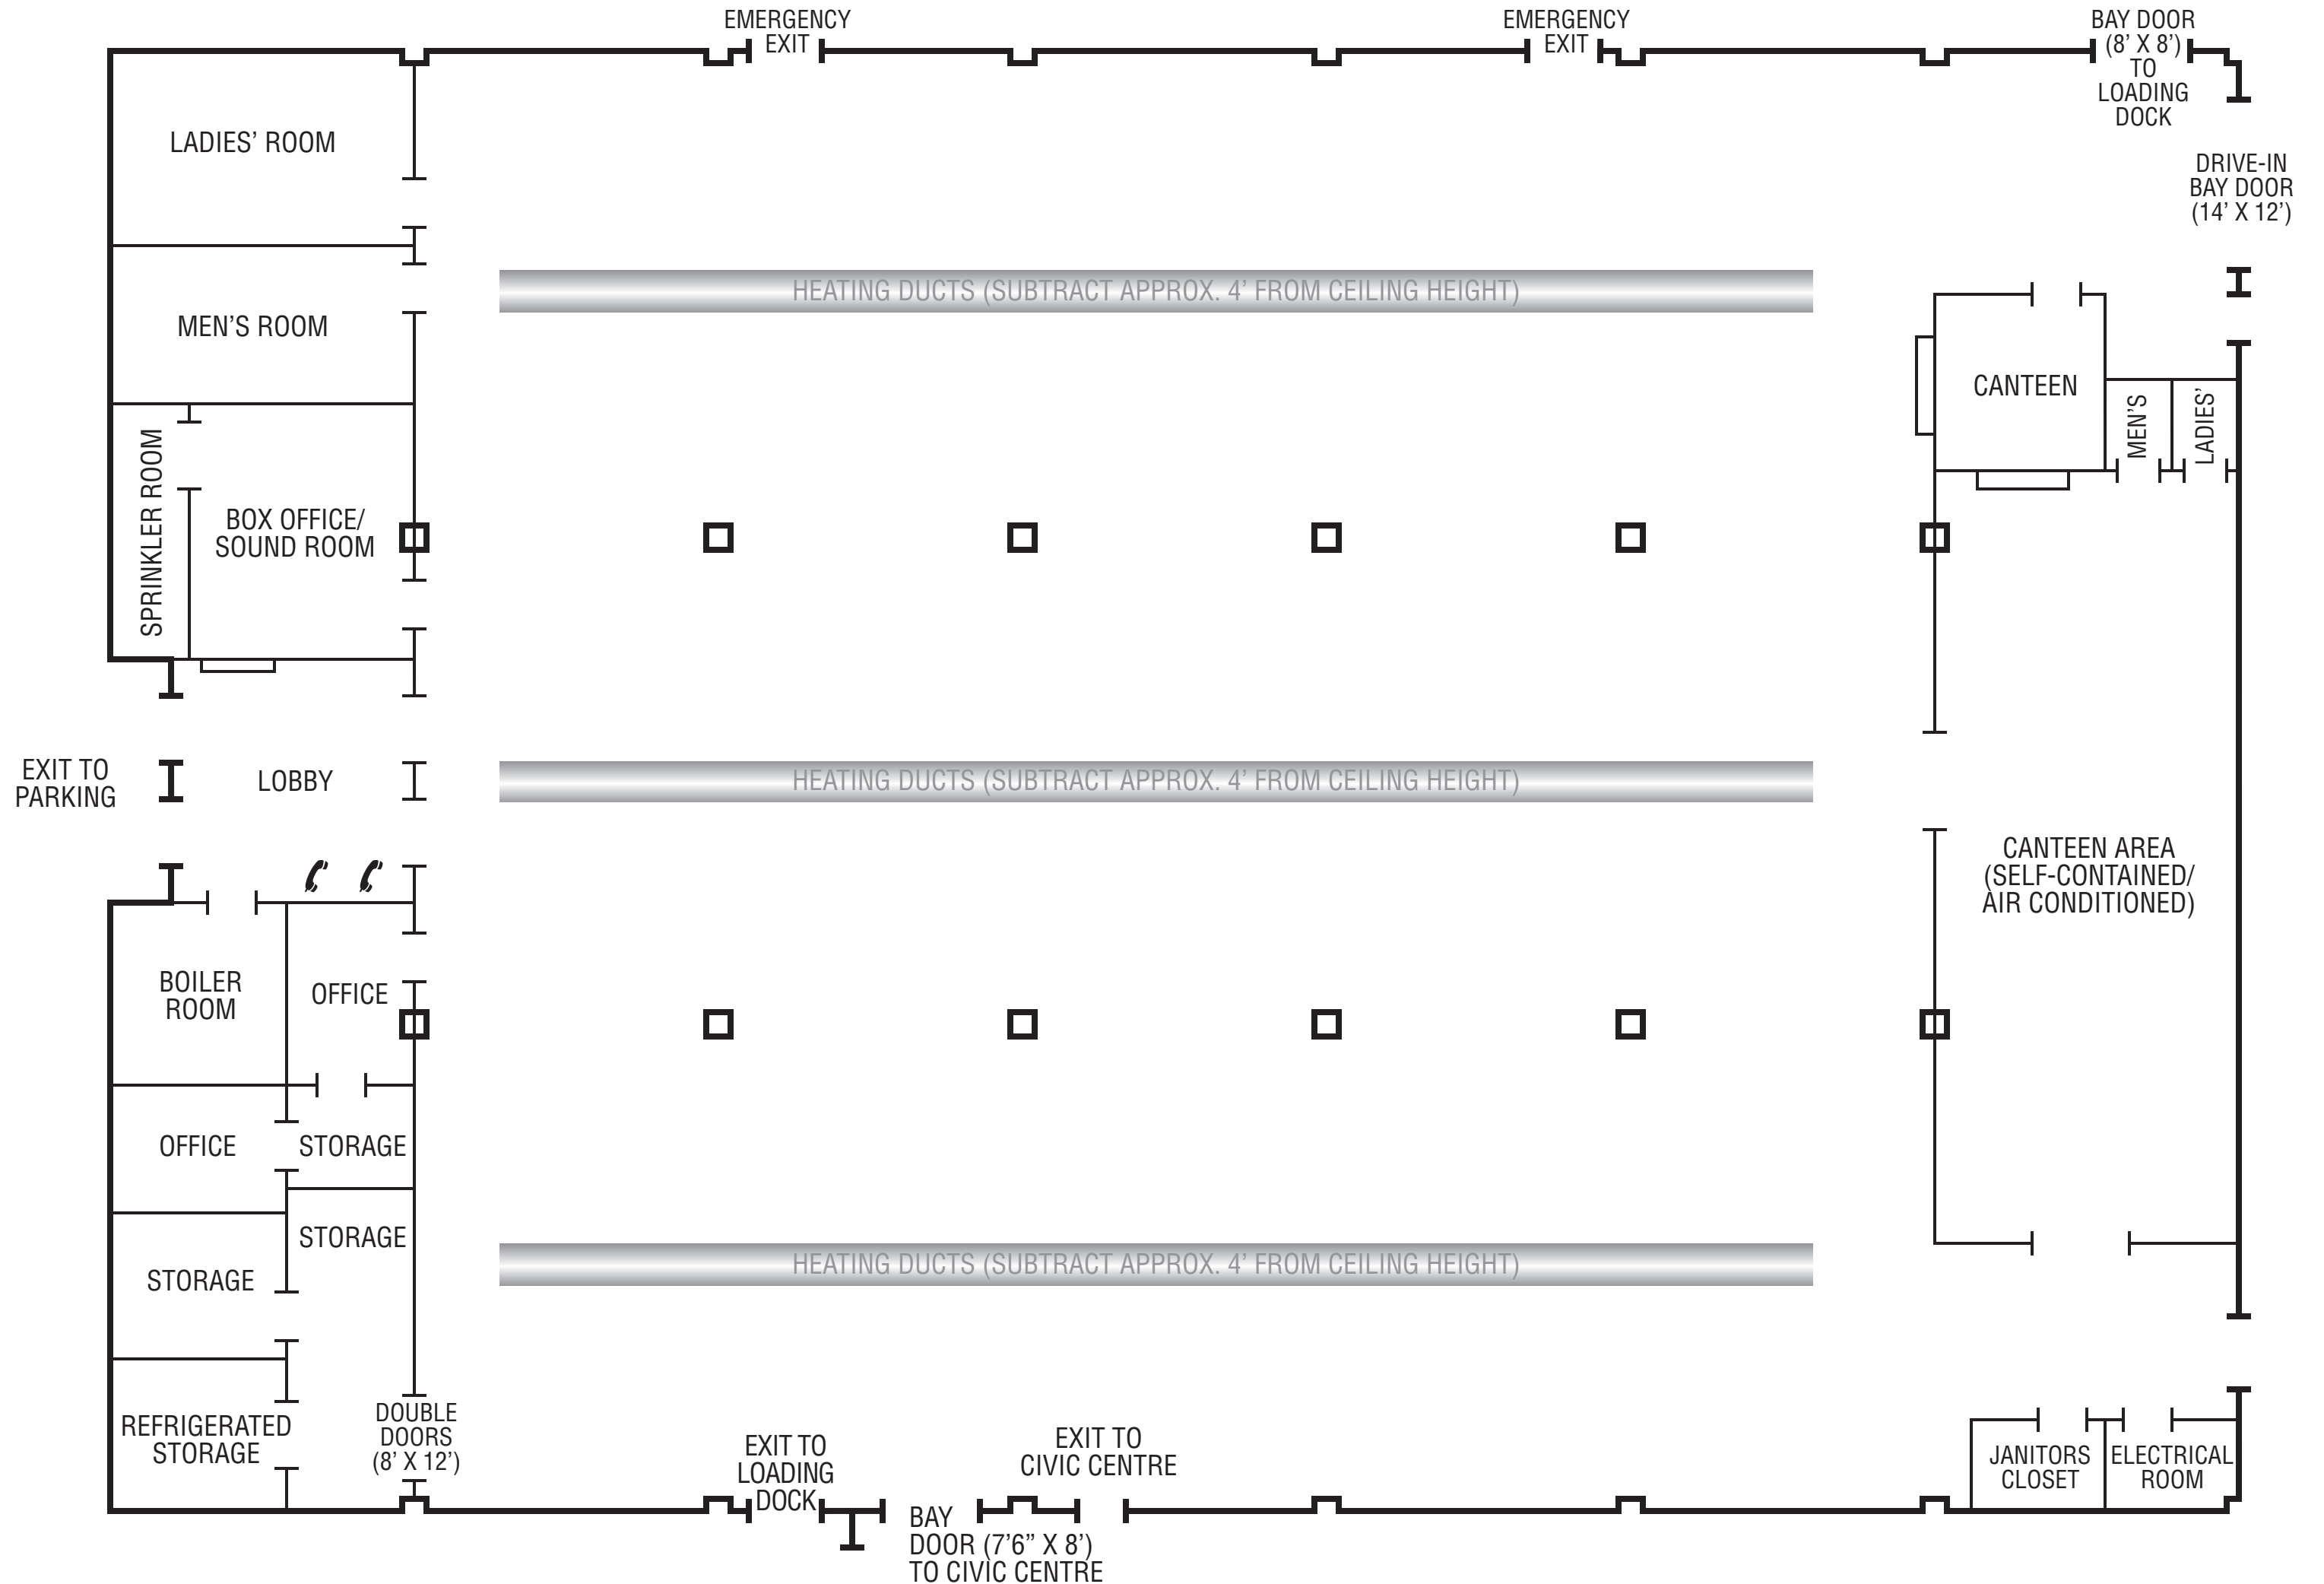 EMERGENCY
EXIT
EMERGENCY
EXIT
BAY DOOR
(8’ X 8’)
TO
LOADING
DOCK
LADIES’ ROOM
DRIVE-IN
BAY DOOR
(14’ X 12’)
HEATING DUCTS (SUBTRACT APPROX. 4’ FROM CEILING HEIGHT)
MEN’S ROOM
CANTEEN
MEN’S
LADIES’
SPRINKLER ROOM
BOX OFFICE/
SOUND ROOM
EXIT TO
PARKING
LOBBY
HEATING DUCTS (SUBTRACT APPROX. 4’ FROM CEILING HEIGHT)
CANTEEN AREA
(SELF-CONTAINED/
AIR CONDITIONED)
BOILER
ROOM
OFFICE
OFFICE
STORAGE
STORAGE
STORAGE
HEATING DUCTS (SUBTRACT APPROX. 4’ FROM CEILING HEIGHT)
REFRIGERATED
STORAGE
DOUBLE
DOORS
(8’ X 12’)
EXIT TO
LOADING
DOCK
EXIT TO
CIVIC CENTRE
BAY
DOOR (7’6” X 8’)
TO CIVIC CENTRE
JANITORS
CLOSET
ELECTRICAL
ROOM